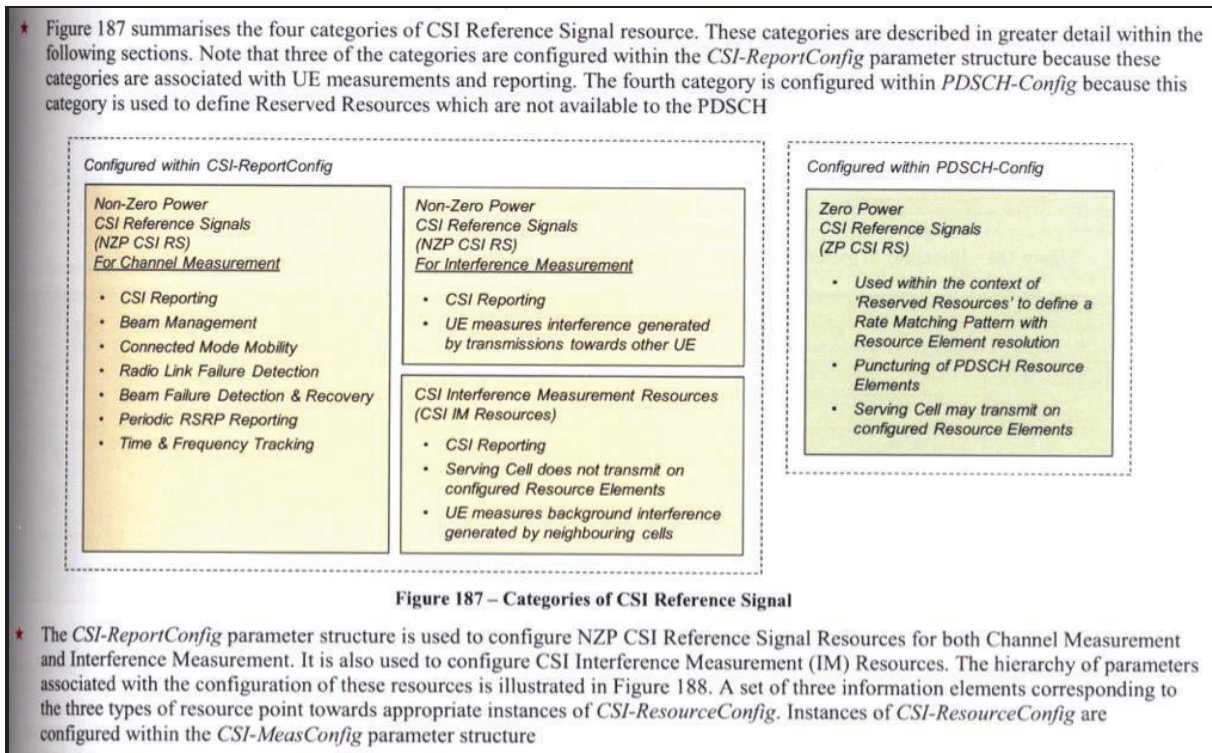 ★ Figure 187 summarises the four categories of CSI Reference Signal resource. These categories are described in greater detail within the
following sections. Note that three of the categories are configured within the CSI-ReportConfig parameter structure because these
categories are associated with UE measurements and reporting. The fourth category is configured within PDSCH-Config because this
category is used to define Reserved Resources which are not available to the PDSCH
Configured within CSI-ReportConfig
Non-Zero Power
CSI Reference Signals
(NZP CSI RS)
For Channel Measurement
• CSI Reporting
• Beam Management
• Connected Mode Mobility
• Radio Link Failure Detection
• Beam Failure Detection & Recovery
• Periodic RSRP Reporting
• Time & Frequency Tracking
Non-Zero Power
CSI Reference Signals
(NZP CSI RS)
For Interference Measurement
• CSI Reporting
• UE measures interference generated
by transmissions towards other UE
CSI Interference Measurement Resources
(CSI IM Resources)
• CSI Reporting
• Serving Cell does not transmit on
configured Resource Elements
• UE measures background interference
generated by neighbouring cells
Configured within PDSCH-Config
Zero Power
CSI Reference Signals
(ZP CSI RS)
• Used within the context of
'Reserved Resources' to define a
Rate Matching Pattern with
Resource Element resolution
• Puncturing of PDSCH Resource
Elements
• Serving Cell may transmit on
configured Resource Elements
Figure 187 – Categories of CSI Reference Signal
★ The CSI-ReportConfig parameter structure is used to configure NZP CSI Reference Signal Resources for both Channel Measurement
and Interference Measurement. It is also used to configure CSI Interference Measurement (IM) Resources. The hierarchy of parameters
associated with the configuration of these resources is illustrated in Figure 188. A set of three information elements corresponding to
the three types of resource point towards appropriate instances of CSI-ResourceConfig. Instances of CSI-ResourceConfig are
configured within the CSI-MeasConfig parameter structure